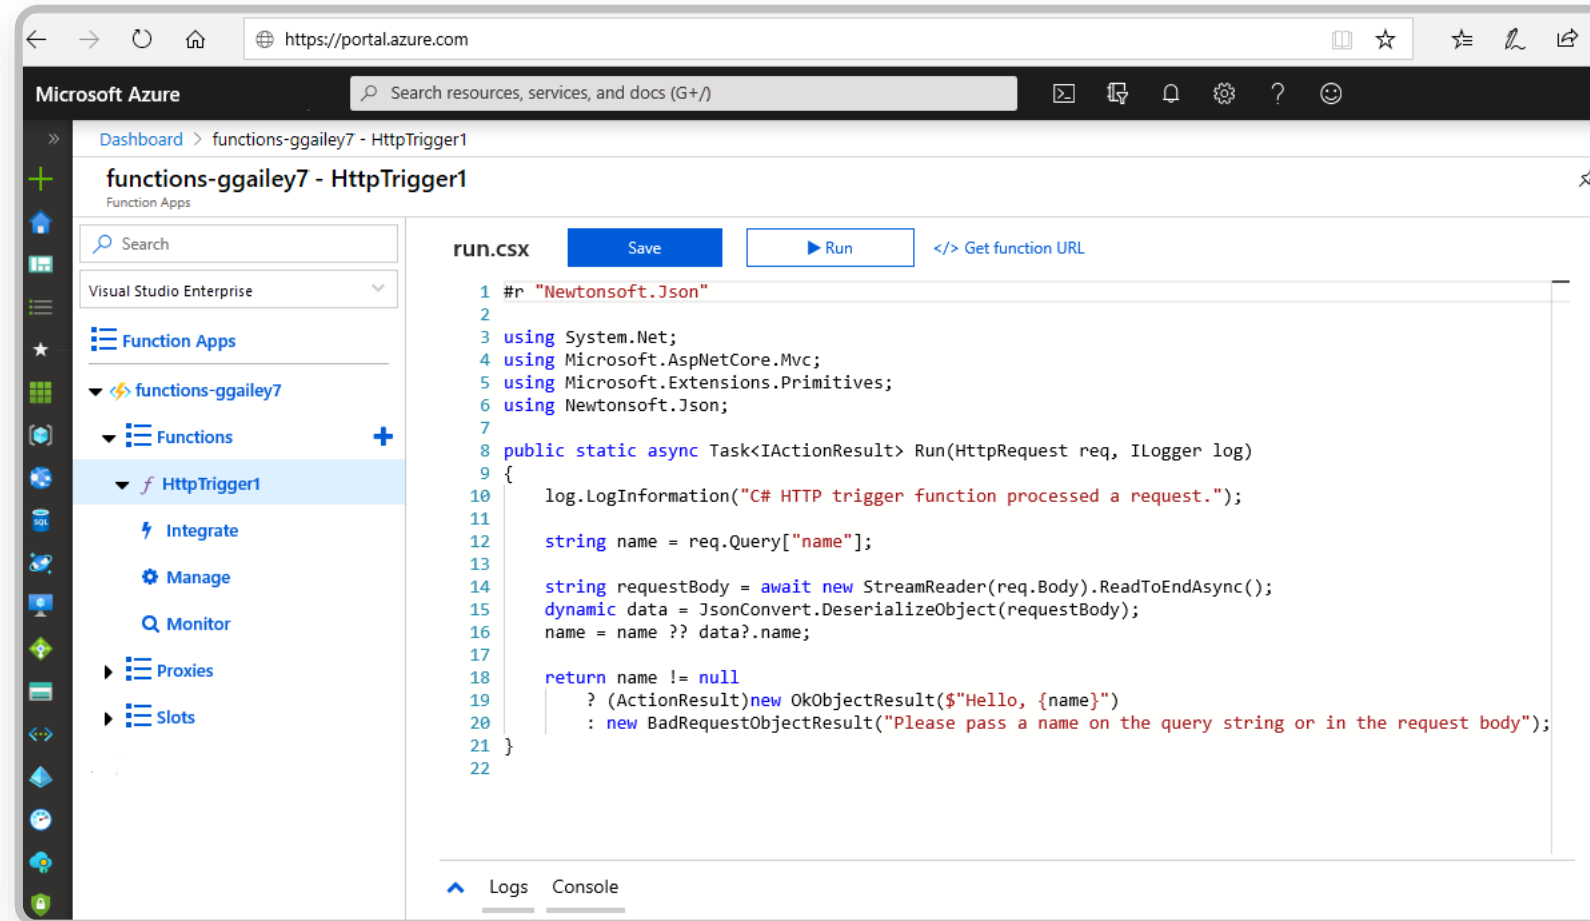 https://portal.azure.com
Microsoft Azure
Search resources, services, and docs (G+/)
Dashboard > functions-ggailey7 - HttpTrigger1
functions-ggailey7 - HttpTrigger1
Function Apps
Search
Visual Studio Enterprise
Function Apps
functions-ggailey7
Functions
HttpTrigger1
Integrate
Manage
Monitor
Proxies
Slots
run.csx
Save
Run
</> Get function URL
1 #r "Newtonsoft.Json"
2
3 using System.Net;
4 using Microsoft.AspNetCore.Mvc;
5 using Microsoft.Extensions.Primitives;
6 using Newtonsoft.Json;
7
8 public static async Task<IActionResult> Run(HttpRequest req, ILogger log)
9 {
10     log.LogInformation("C# HTTP trigger function processed a request.");
11
12     string name = req.Query["name"];
13
14     string requestBody = await new StreamReader(req.Body).ReadToEndAsync();
15     dynamic data = JsonConvert.DeserializeObject(requestBody);
16     name = name ?? data?.name;
17
18     return name != null
19         ? (ActionResult)new OkObjectResult($"Hello, {name}")
20         : new BadRequestObjectResult("Please pass a name on the query string or in the request body");
21 }
22
Logs
Console
SQL